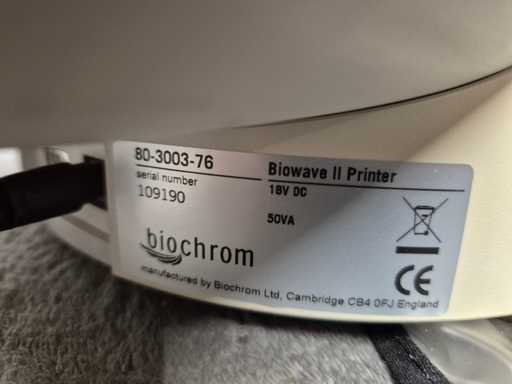 80-3003-76
serial number
109190
Biowave II Printer
18V DC
50VA
biochrom
manufactured by Biochrom Ltd, Cambridge CB4 0FJ England
CE